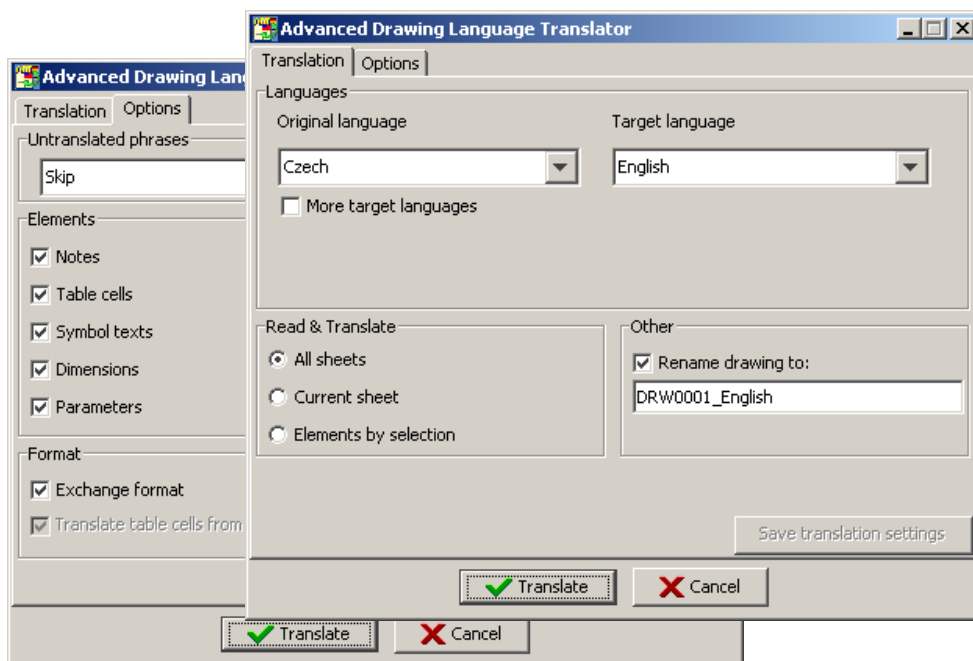 Advanced Drawing Language Translator
Translation Options
Languages
Original language Target language
Czech English
More target languages
Read & Translate
All sheets
Current sheet
Elements by selection
Other
Rename drawing to:
DRW0001_English
Save translation settings
Translate Cancel
Advanced Drawing Lan
Translation Options
Untranslated phrases
Skip
Elements
Notes
Table cells
Symbol texts
Dimensions
Parameters
Format
Exchange format
Translate table cells from
Translate Cancel